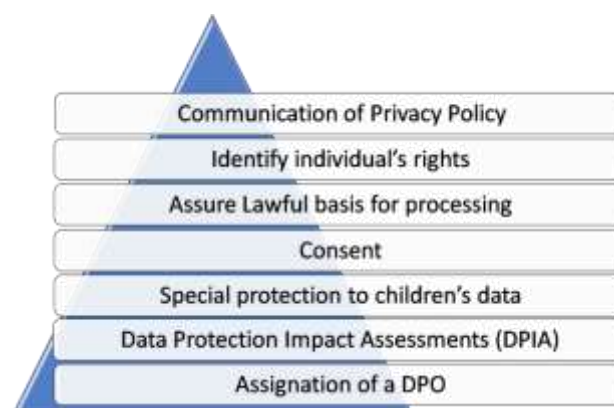 Communication of Privacy Policy
Identify individual's rights
Assure Lawful basis for processing
Consent
Special protection to children's data
Data Protection Impact Assessments (DPIA)
Assignation of a DPO